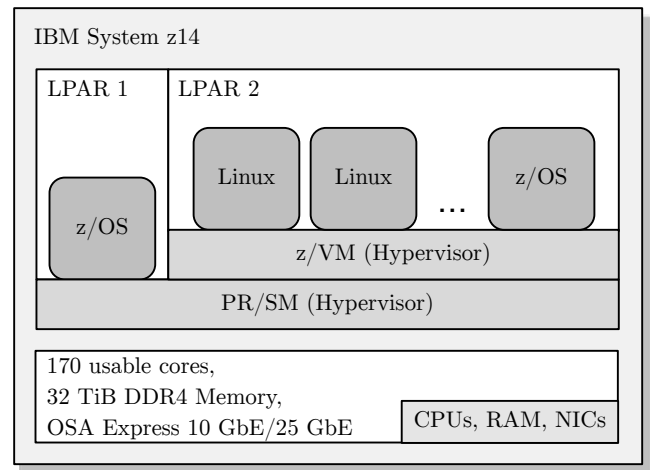 IBM System z14
LPAR 1
LPAR 2
Linux
Linux
...
z/OS
z/OS
z/VM (Hypervisor)
PR/SM (Hypervisor)
170 usable cores,
32 TiB DDR4 Memory,
OSA Express 10 GbE/25 GbE
CPUs, RAM, NICs